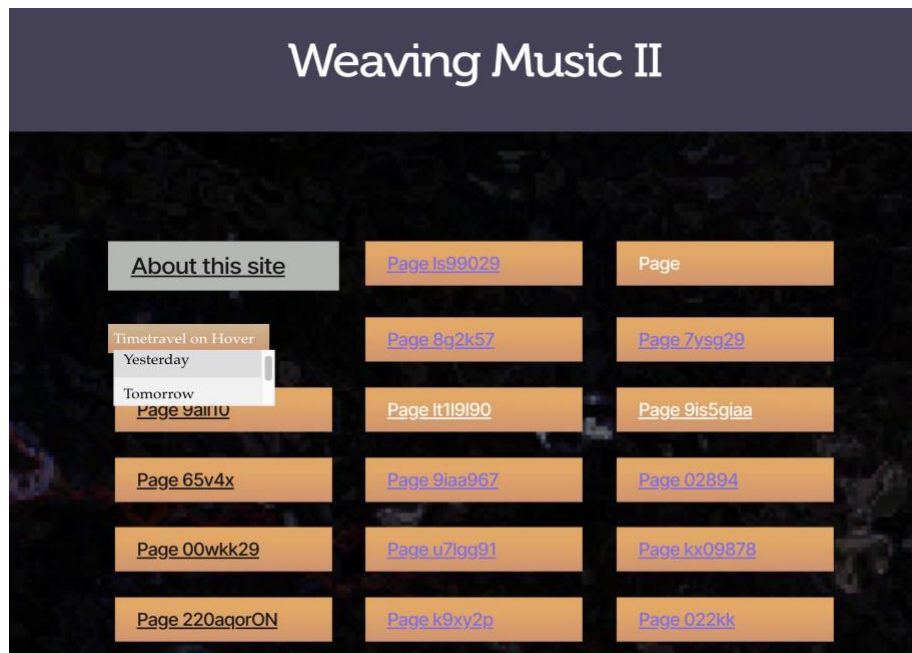 Weaving Music II
About this site
Page ls99029
Page
Timetravel on Hover
Page 8g2k57
Page 7ysg29
Yesterday
Tomorrow
Page
Page lt1l9l90
Page 9is5giaa
Page 65v4x
Page 9iaa967
Page 02894
Page 00wkk29
Page u7lgg91
Page kx09878
Page 220aqorON
Page k9xy2p
Page 022kk